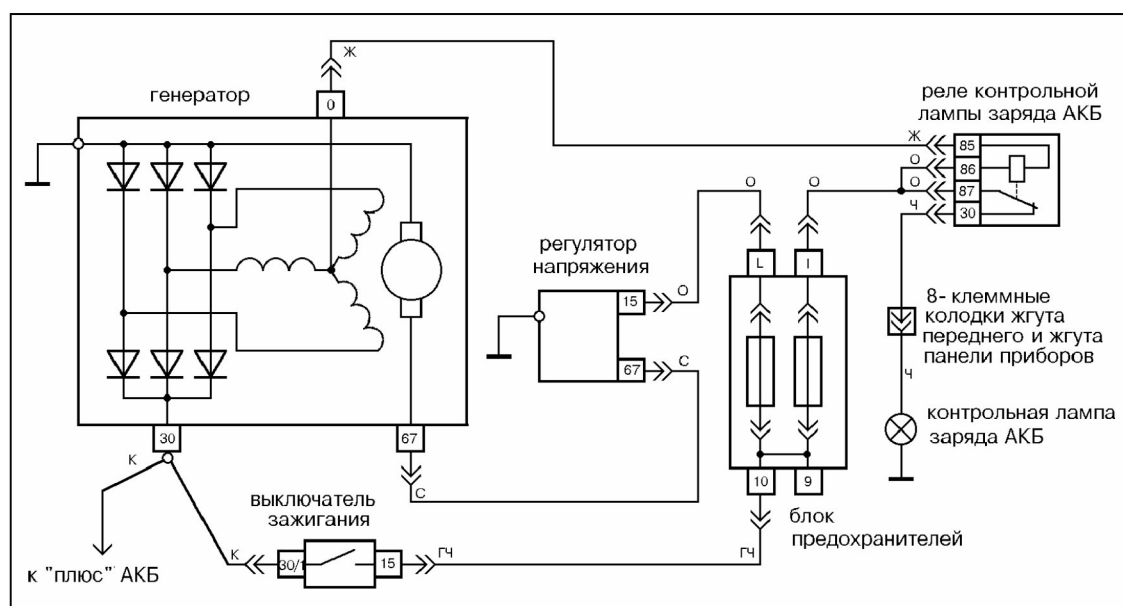 Ж
генератор
0
реле контрольной
лампы заряда АКБ
Ж
85
О
86
О
87
Ч
30
О
О
регулятор
напряжения
15
О
67
С
L
I
8- клеммные
колодки жгута
переднего и жгута
панели приборов
Ч
контрольная лампа
заряда АКБ
30
67
К
С
10
9
выключатель
зажигания
блок
предохранителей
К
30/1
15
ГЧ
ГЧ
к "плюс" АКБ